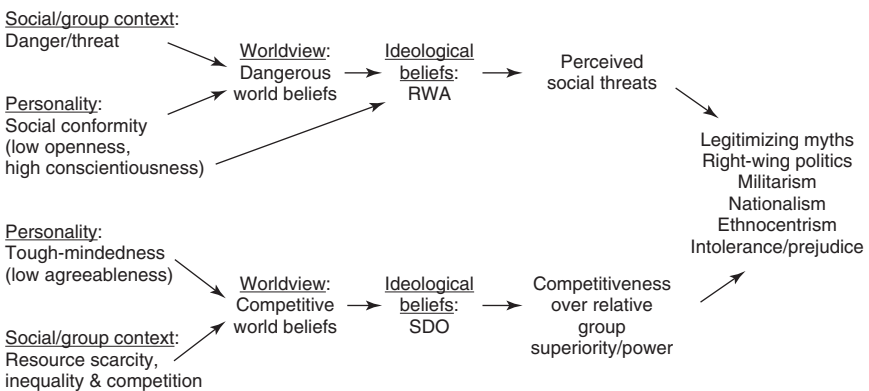 Social/group context:
Danger/threat
Worldview:
Dangerous
world beliefs
Ideological
beliefs:
RWA
Perceived
social threats
Personality:
Social conformity
(low openness,
high conscientiousness)
Legitimizing myths
Right-wing politics
Militarism
Nationalism
Ethnocentrism
Intolerance/prejudice
Personality:
Tough-mindedness
(low agreeableness)
Worldview:
Competitive
world beliefs
Ideological
beliefs:
SDO
Competitiveness
over relative
group
superiority/power
Social/group context:
Resource scarcity,
inequality & competition